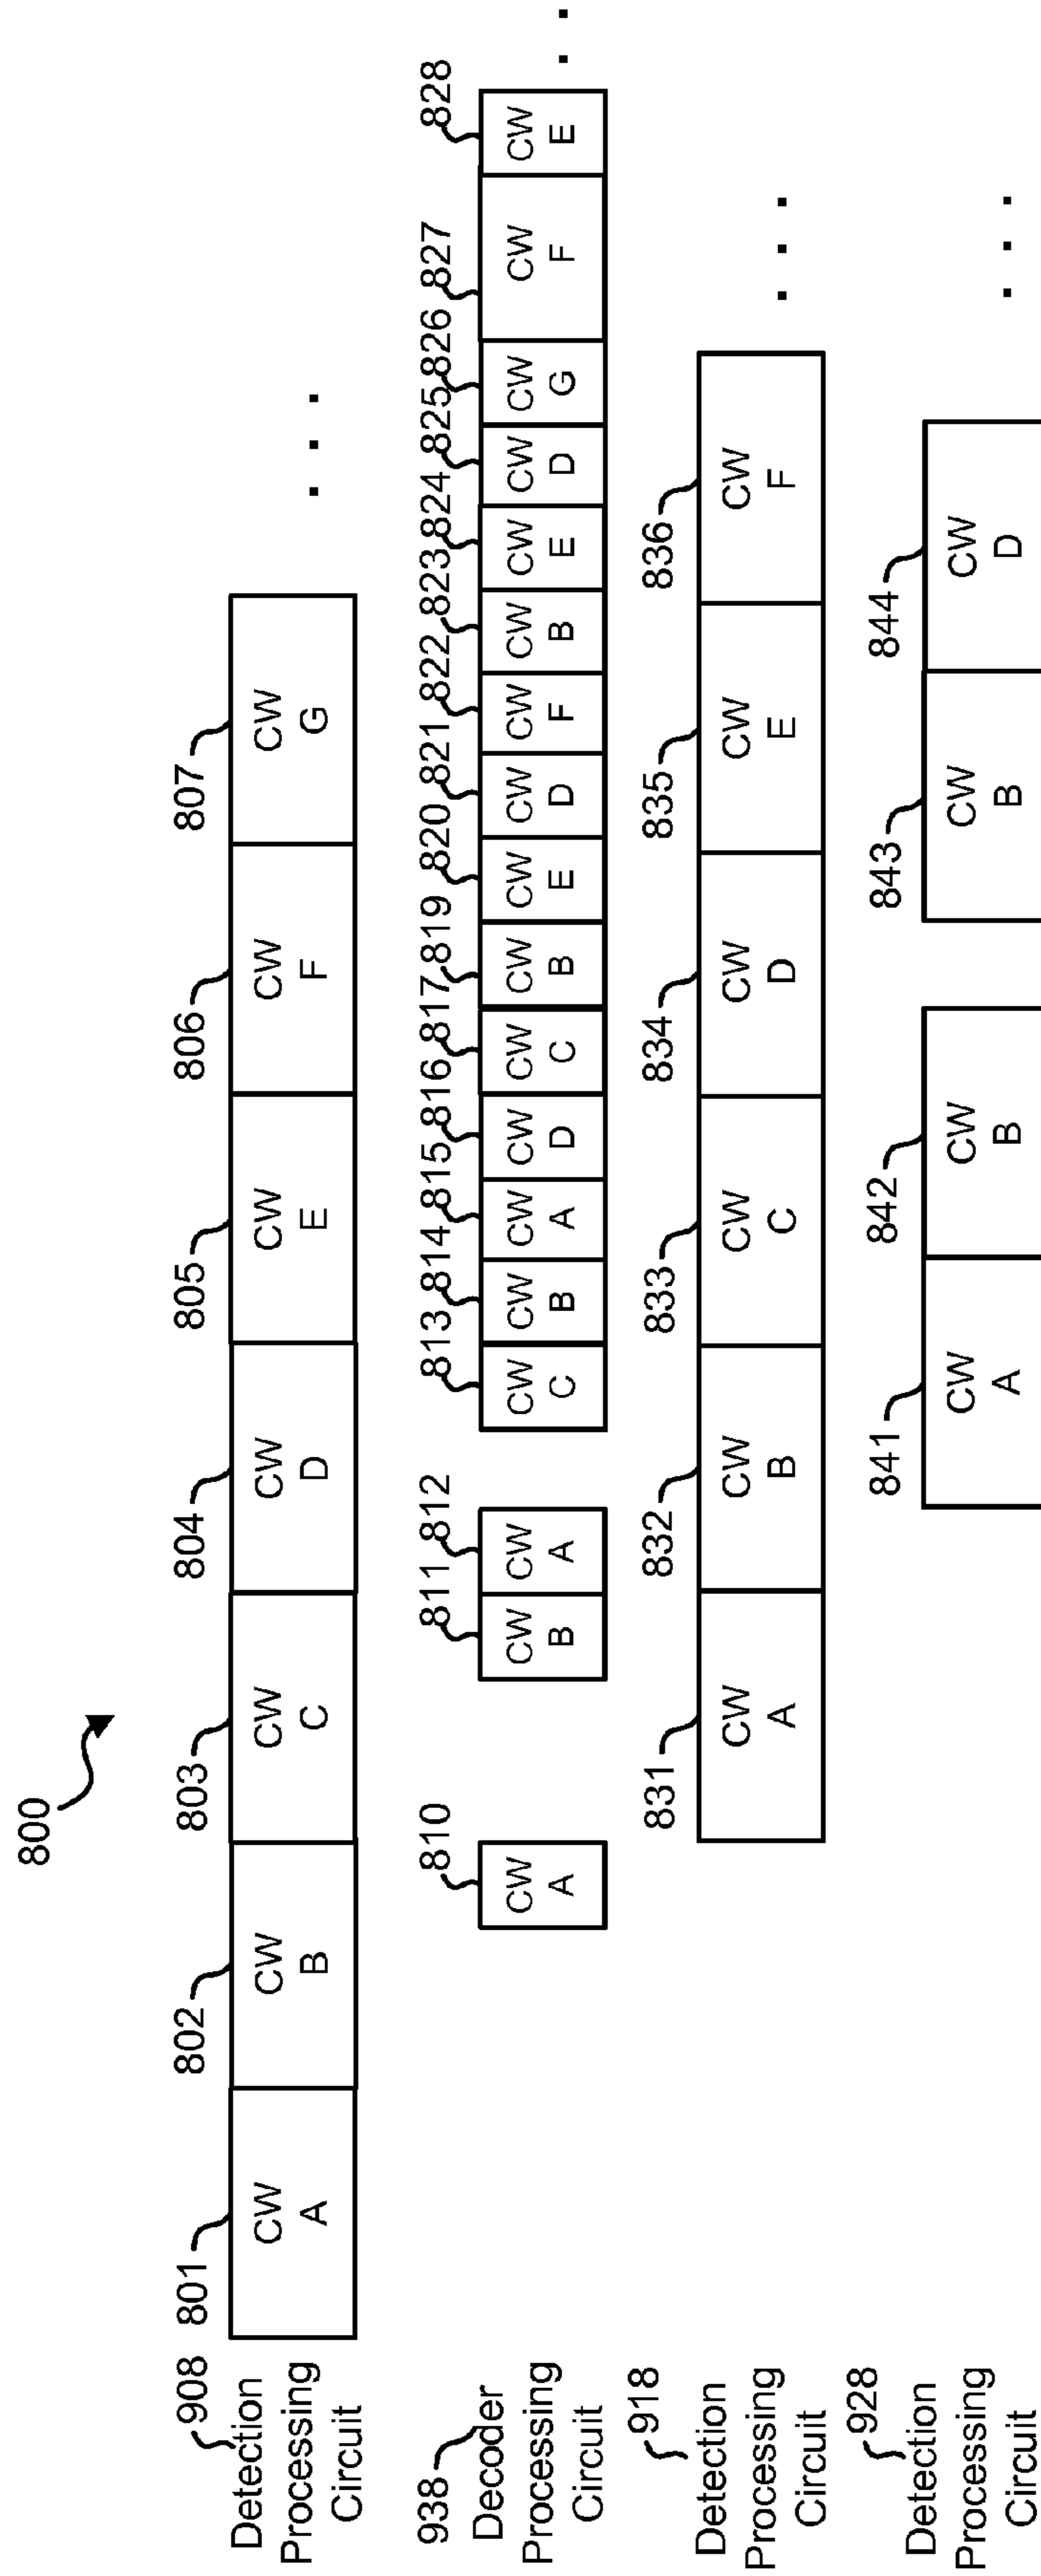 800
908 801 802 803 804 805 806 807
Detection Processing Circuit
CW A
CW B
CW C
CW D
CW E
CW F
CW G
. . .
938 810 811 812 813 814 815 816 817 819 820 821 822 823 824 825 826 827 828
Decoder Processing Circuit
CW A
CW B
CW A
CW C
CW B
CW A
CW D
CW C
CW B
CW E
CW D
CW F
CW B
CW E
CW D
CW G
CW F
CW E
. .
918 831 832 833 834 835 836
Detection Processing Circuit
CW A
CW B
CW C
CW D
CW E
CW F
. . .
928 841 842 843 844
Detection Processing Circuit
CW A
CW B
CW B
CW D
. . .